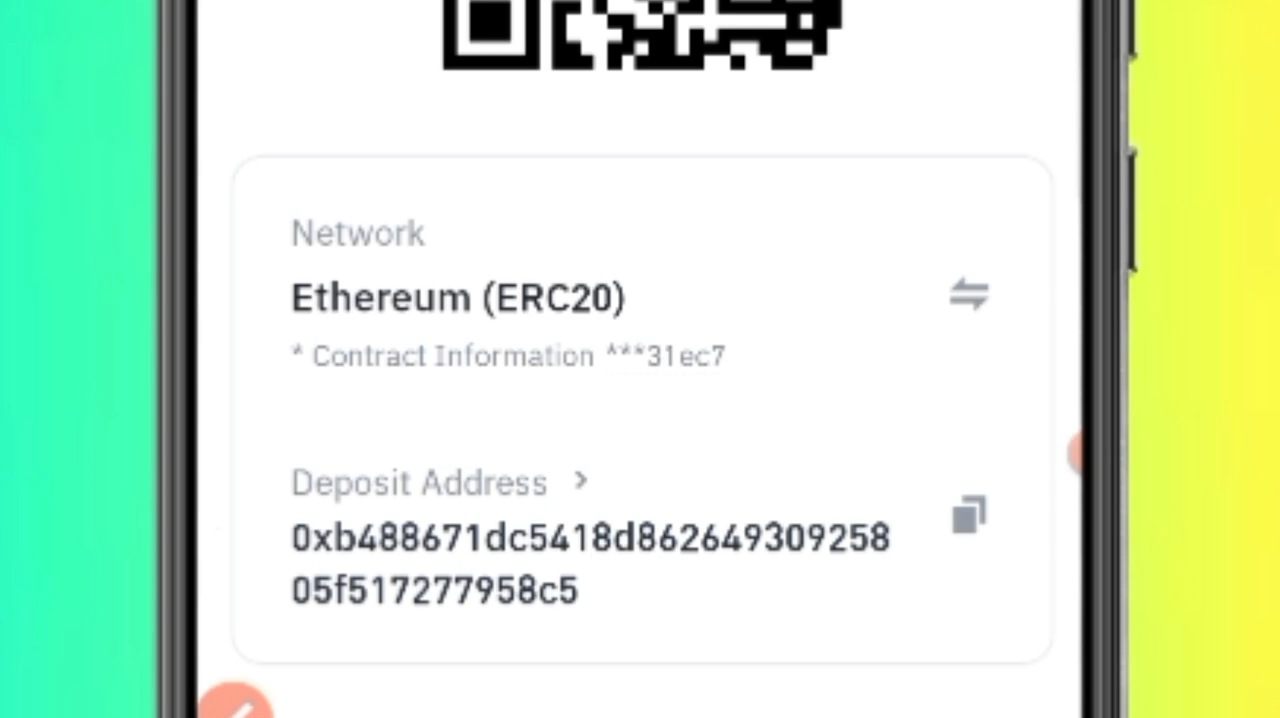 Network
Ethereum (ERC20)
* Contract Information ***31ec7
Deposit Address >
0xb488671dc5418d862649309258
05f517277958c5